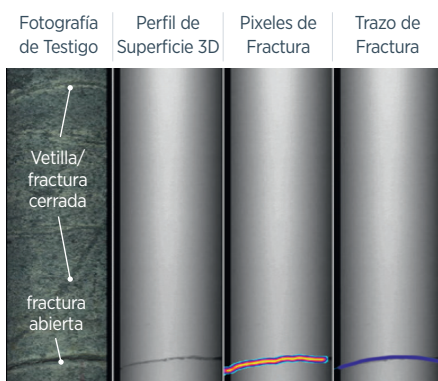 Fotografía
de Testigo
Perfil de
Superficie 3D
Pixeles de
Fractura
Trazo de
Fractura
Vetilla/
fractura
cerrada
fractura
abierta